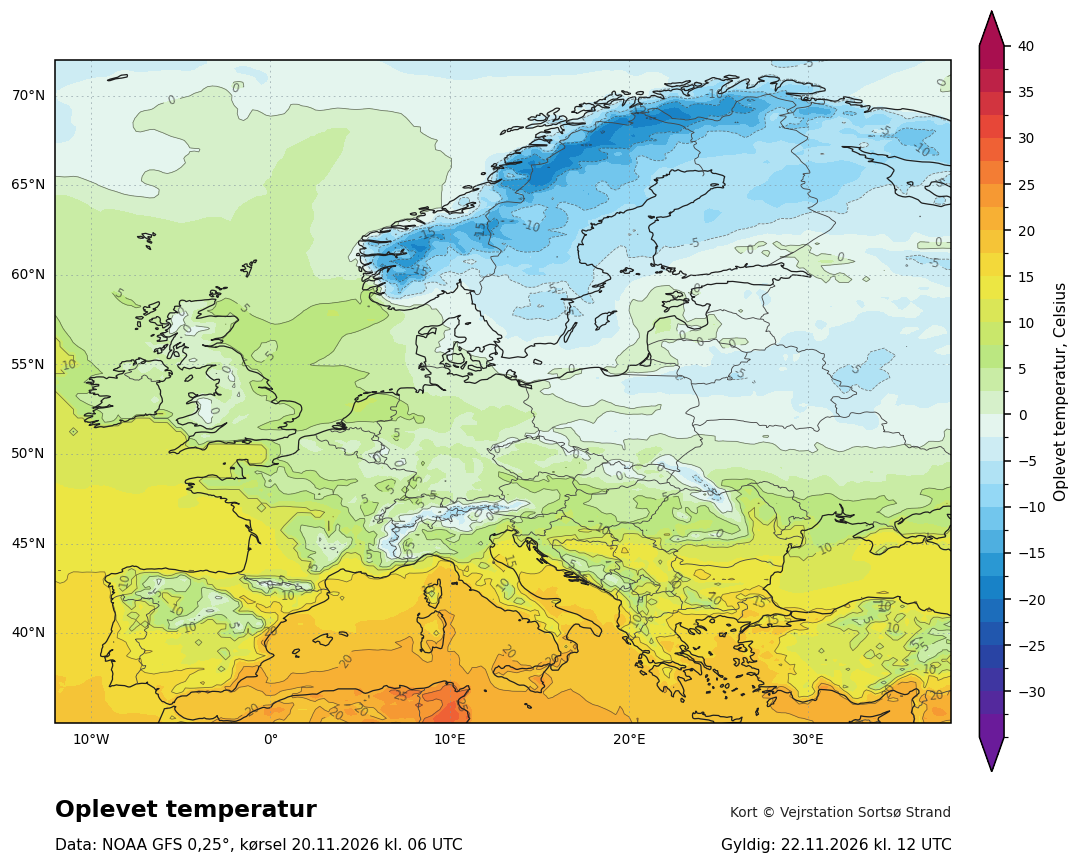 40
35
30
25
20
15
10
5
0
−5
−10
−15
−20
−25
−30
Oplevet temperatur, Celsius
70°N
65°N
60°N
55°N
50°N
45°N
40°N
10°W
0°
10°E
20°E
30°E
Oplevet temperatur
Kort © Vejrstation Sortsø Strand
Data: NOAA GFS 0,25°, kørsel 20.11.2026 kl. 06 UTC
Gyldig: 22.11.2026 kl. 12 UTC